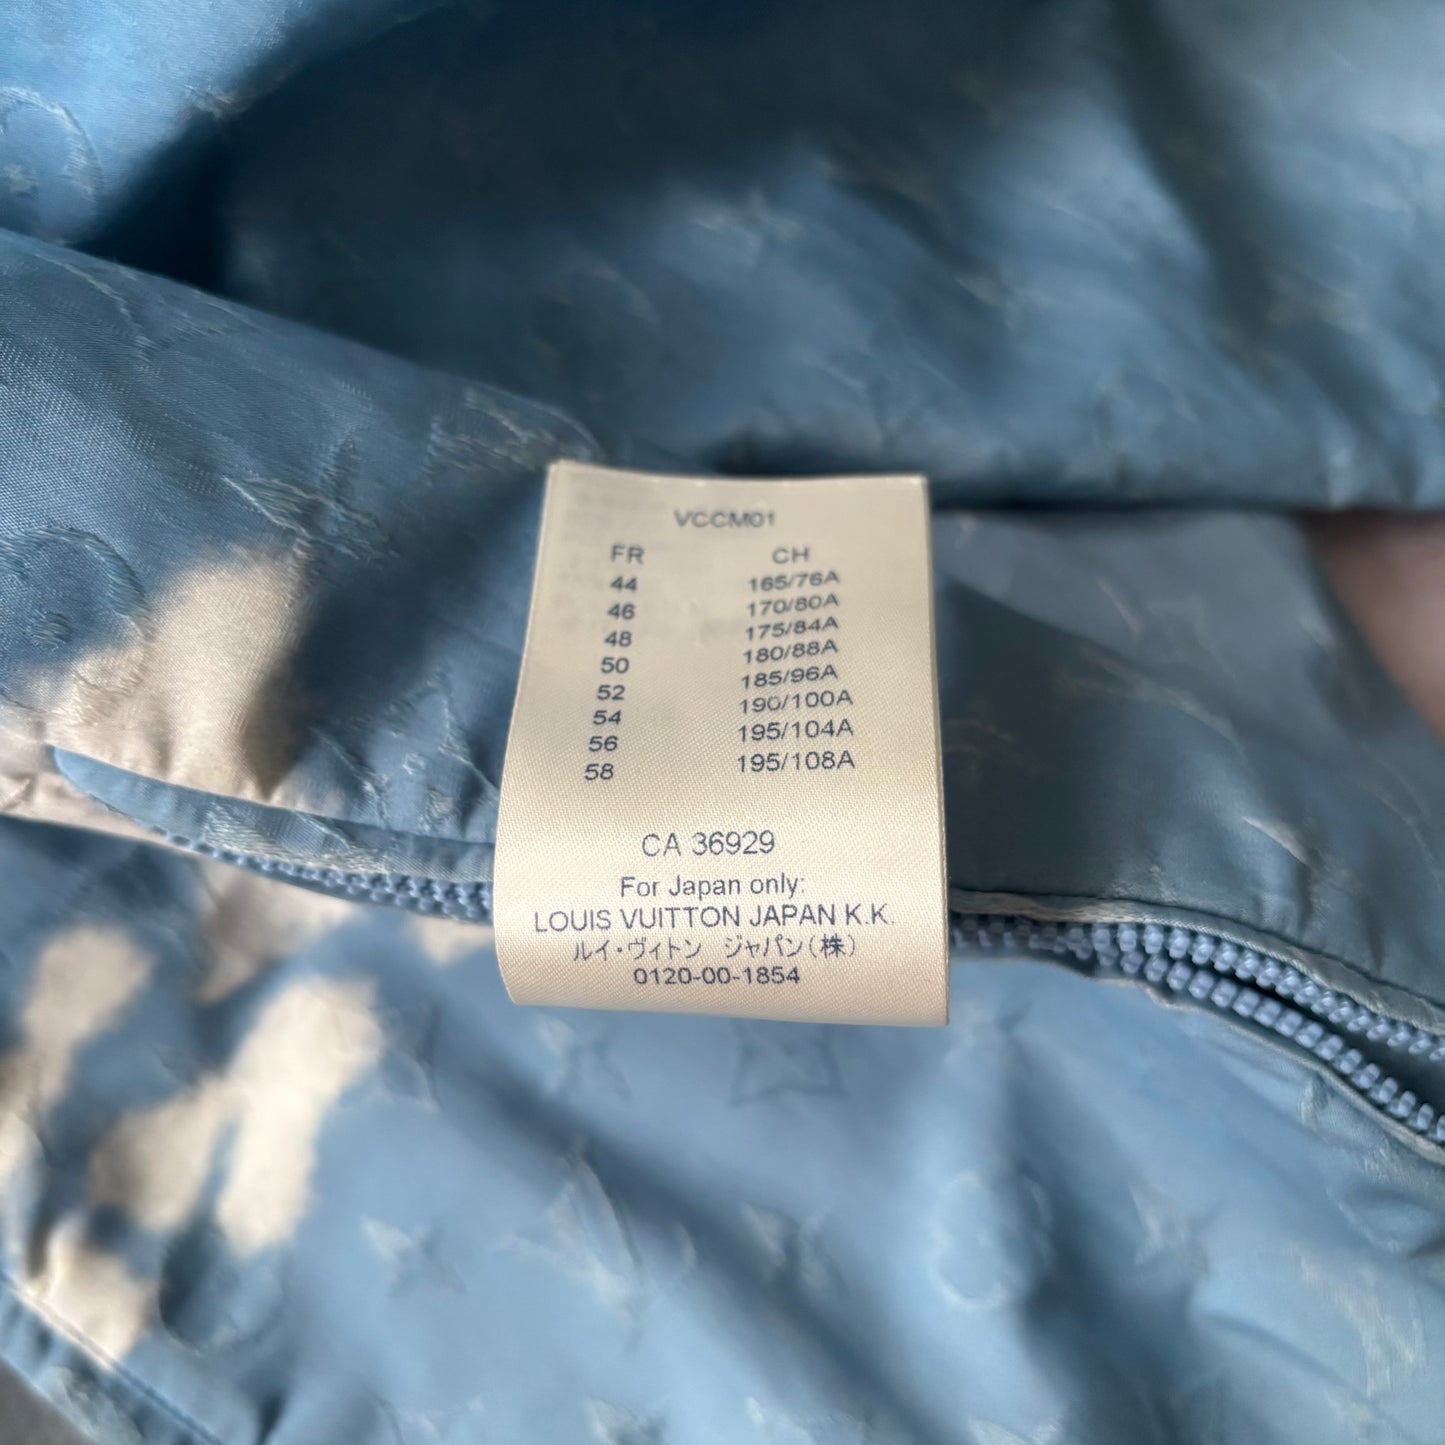 VCCM01
FR CH
44 165/76A
46 170/80A
48 175/84A
50 180/88A
52 185/96A
54 190/100A
56 195/104A
58 195/108A
CA 36929
For Japan only:
LOUIS VUITTON JAPAN K.K.
ルイ・ヴィトン ジャパン(株)
0120-00-1854